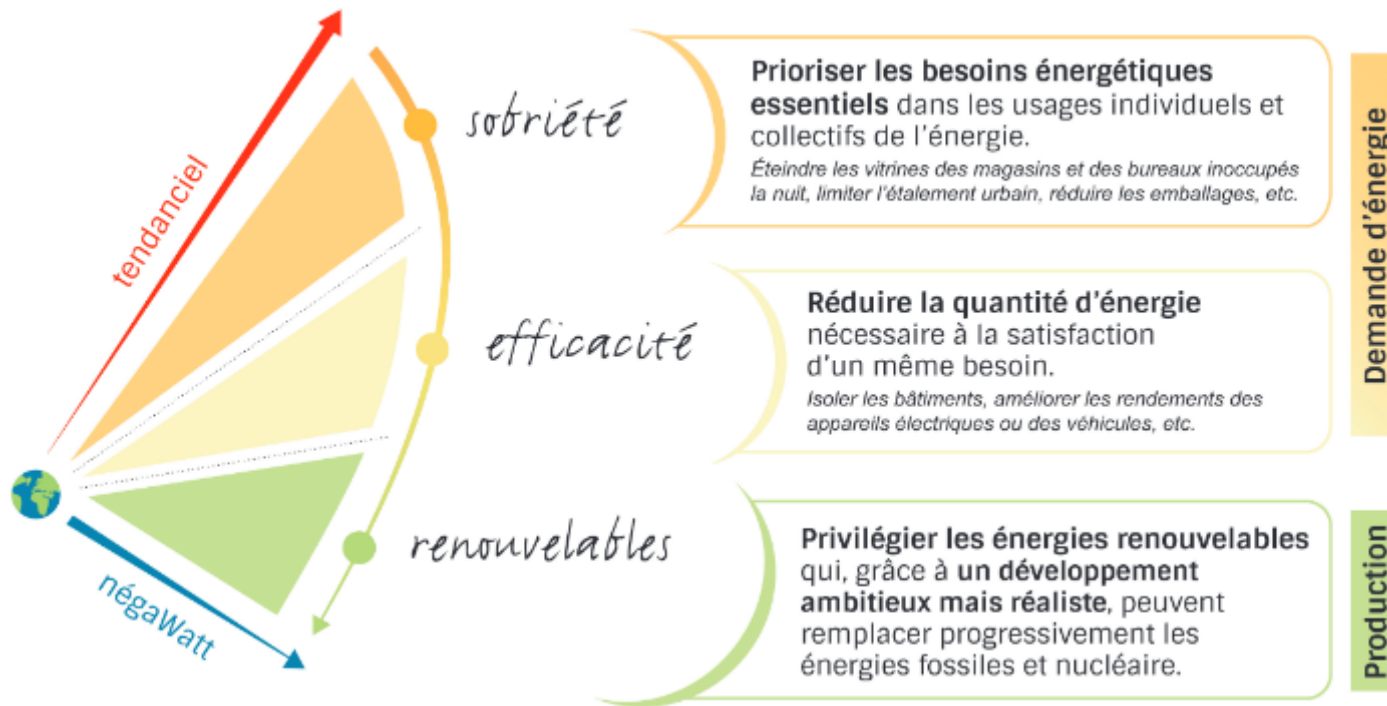 tendanciel
négaWatt
sobriété
Prioriser les besoins énergétiques
essentiels dans les usages individuels et
collectifs de l'énergie.
Éteindre les vitrines des magasins et des bureaux inoccupés
la nuit, limiter l'étalement urbain, réduire les emballages, etc.
efficacité
Réduire la quantité d'énergie
nécessaire à la satisfaction
d'un même besoin.
Isoler les bâtiments, améliorer les rendements des
appareils électriques ou des véhicules, etc.
Demande d'énergie
renouvelables
Privilégier les énergies renouvelables
qui, grâce à un développement
ambitieux mais réaliste, peuvent
remplacer progressivement les
énergies fossiles et nucléaire.
Production